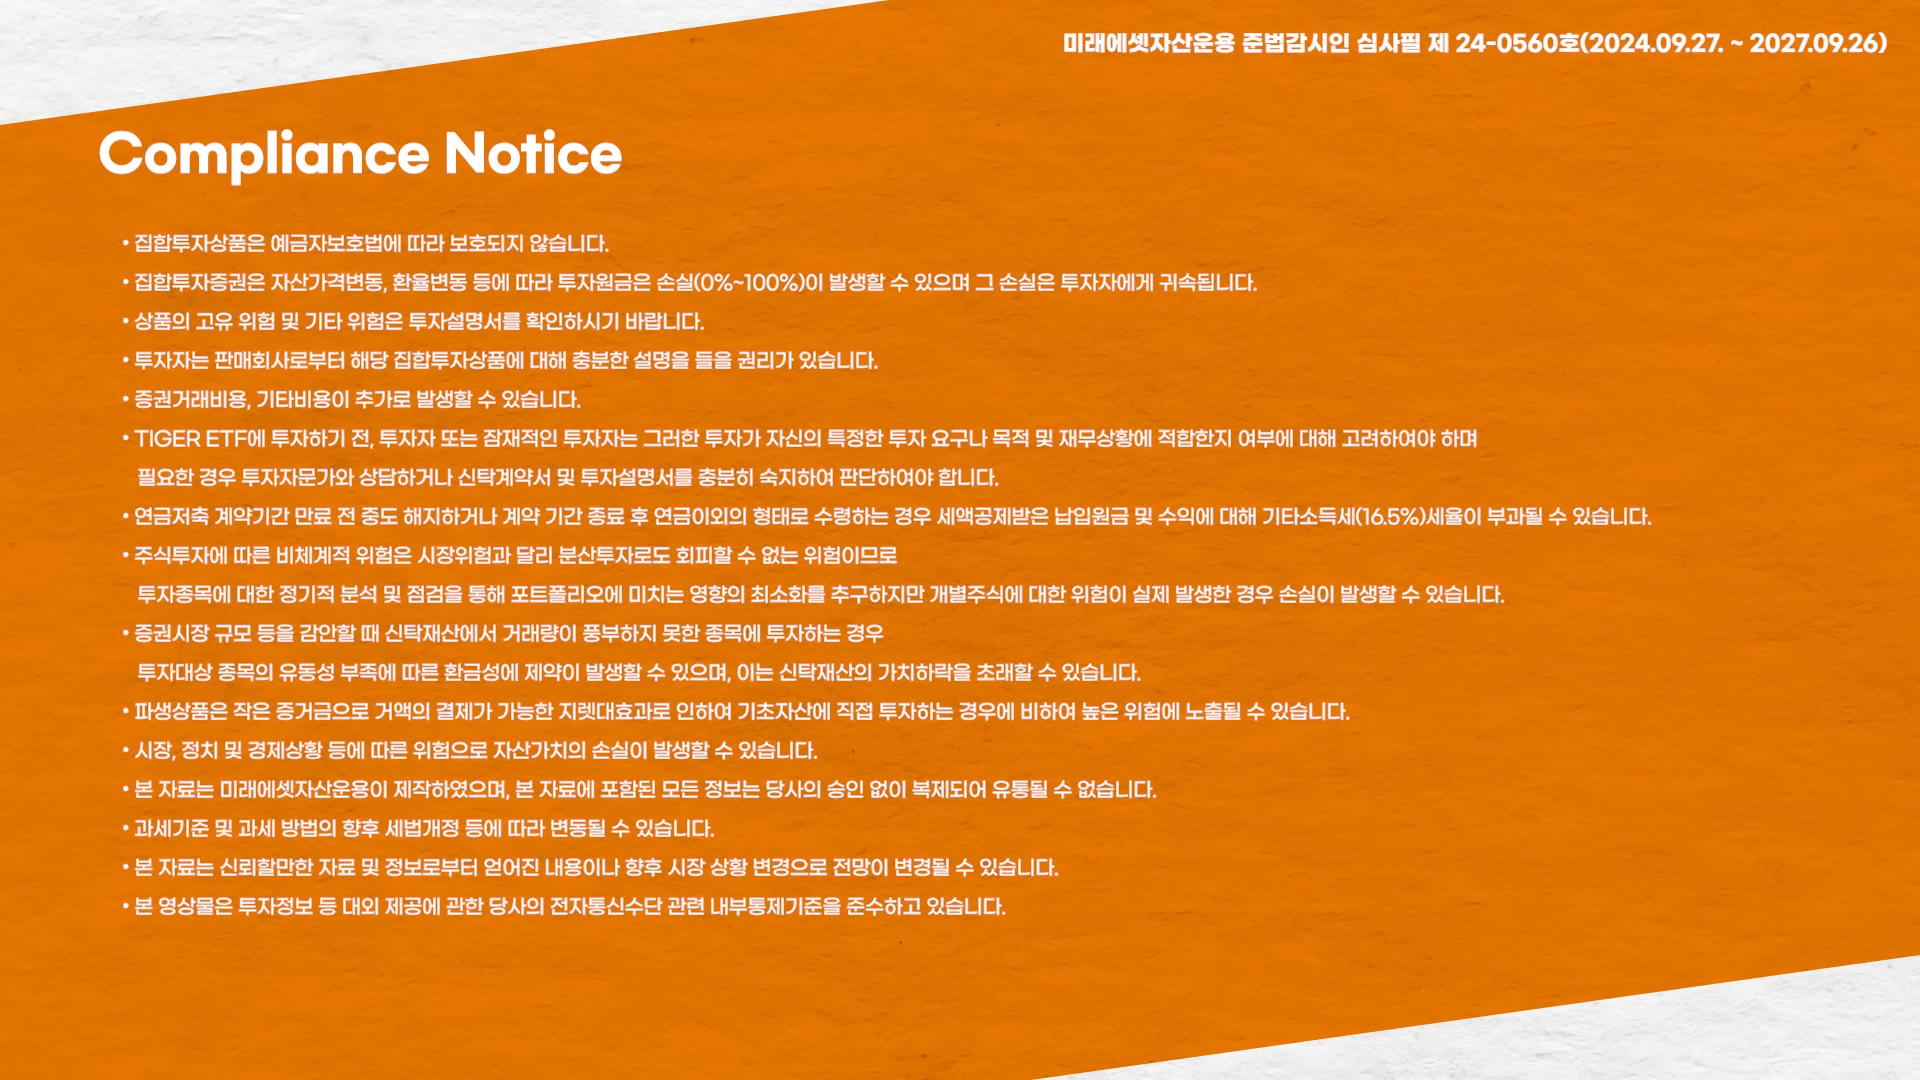 미래에셋자산운용 준법감시인 심사필 제 24-0560호(2024.09.27. ~ 2027.09.26)
Compliance Notice
• 집합투자상품은 예금자보호법에 따라 보호되지 않습니다.
• 집합투자증권은 자산가격변동, 환율변동 등에 따라 투자원금은 손실(0%~100%)이 발생할 수 있으며 그 손실은 투자자에게 귀속됩니다.
• 상품의 고유 위험 및 기타 위험은 투자설명서를 확인하시기 바랍니다.
• 투자자는 판매회사로부터 해당 집합투자상품에 대해 충분한 설명을 들을 권리가 있습니다.
• 증권거래비용, 기타비용이 추가로 발생할 수 있습니다.
• TIGER ETF에 투자하기 전, 투자자 또는 잠재적인 투자자는 그러한 투자가 자신의 특정한 투자 요구나 목적 및 재무상황에 적합한지 여부에 대해 고려하여야 하며
필요한 경우 투자자문가와 상담하거나 신탁계약서 및 투자설명서를 충분히 숙지하여 판단하여야 합니다.
• 연금저축 계약기간 만료 전 중도 해지하거나 계약 기간 종료 후 연금이외의 형태로 수령하는 경우 세액공제받은 납입원금 및 수익에 대해 기타소득세(16.5%)세율이 부과될 수 있습니다.
• 주식투자에 따른 비체계적 위험은 시장위험과 달리 분산투자로도 회피할 수 없는 위험이므로
투자종목에 대한 정기적 분석 및 점검을 통해 포트폴리오에 미치는 영향의 최소화를 추구하지만 개별주식에 대한 위험이 실제 발생한 경우 손실이 발생할 수 있습니다.
• 증권시장 규모 등을 감안할 때 신탁재산에서 거래량이 풍부하지 못한 종목에 투자하는 경우
투자대상 종목의 유동성 부족에 따른 환금성에 제약이 발생할 수 있으며, 이는 신탁재산의 가치하락을 초래할 수 있습니다.
• 파생상품은 작은 증거금으로 거액의 결제가 가능한 지렛대효과로 인하여 기초자산에 직접 투자하는 경우에 비하여 높은 위험에 노출될 수 있습니다.
• 시장, 정치 및 경제상황 등에 따른 위험으로 자산가치의 손실이 발생할 수 있습니다.
• 본 자료는 미래에셋자산운용이 제작하였으며, 본 자료에 포함된 모든 정보는 당사의 승인 없이 복제되어 유통될 수 없습니다.
• 과세기준 및 과세 방법의 향후 세법개정 등에 따라 변동될 수 있습니다.
• 본 자료는 신뢰할만한 자료 및 정보로부터 얻어진 내용이나 향후 시장 상황 변경으로 전망이 변경될 수 있습니다.
• 본 영상물은 투자정보 등 대외 제공에 관한 당사의 전자통신수단 관련 내부통제기준을 준수하고 있습니다.